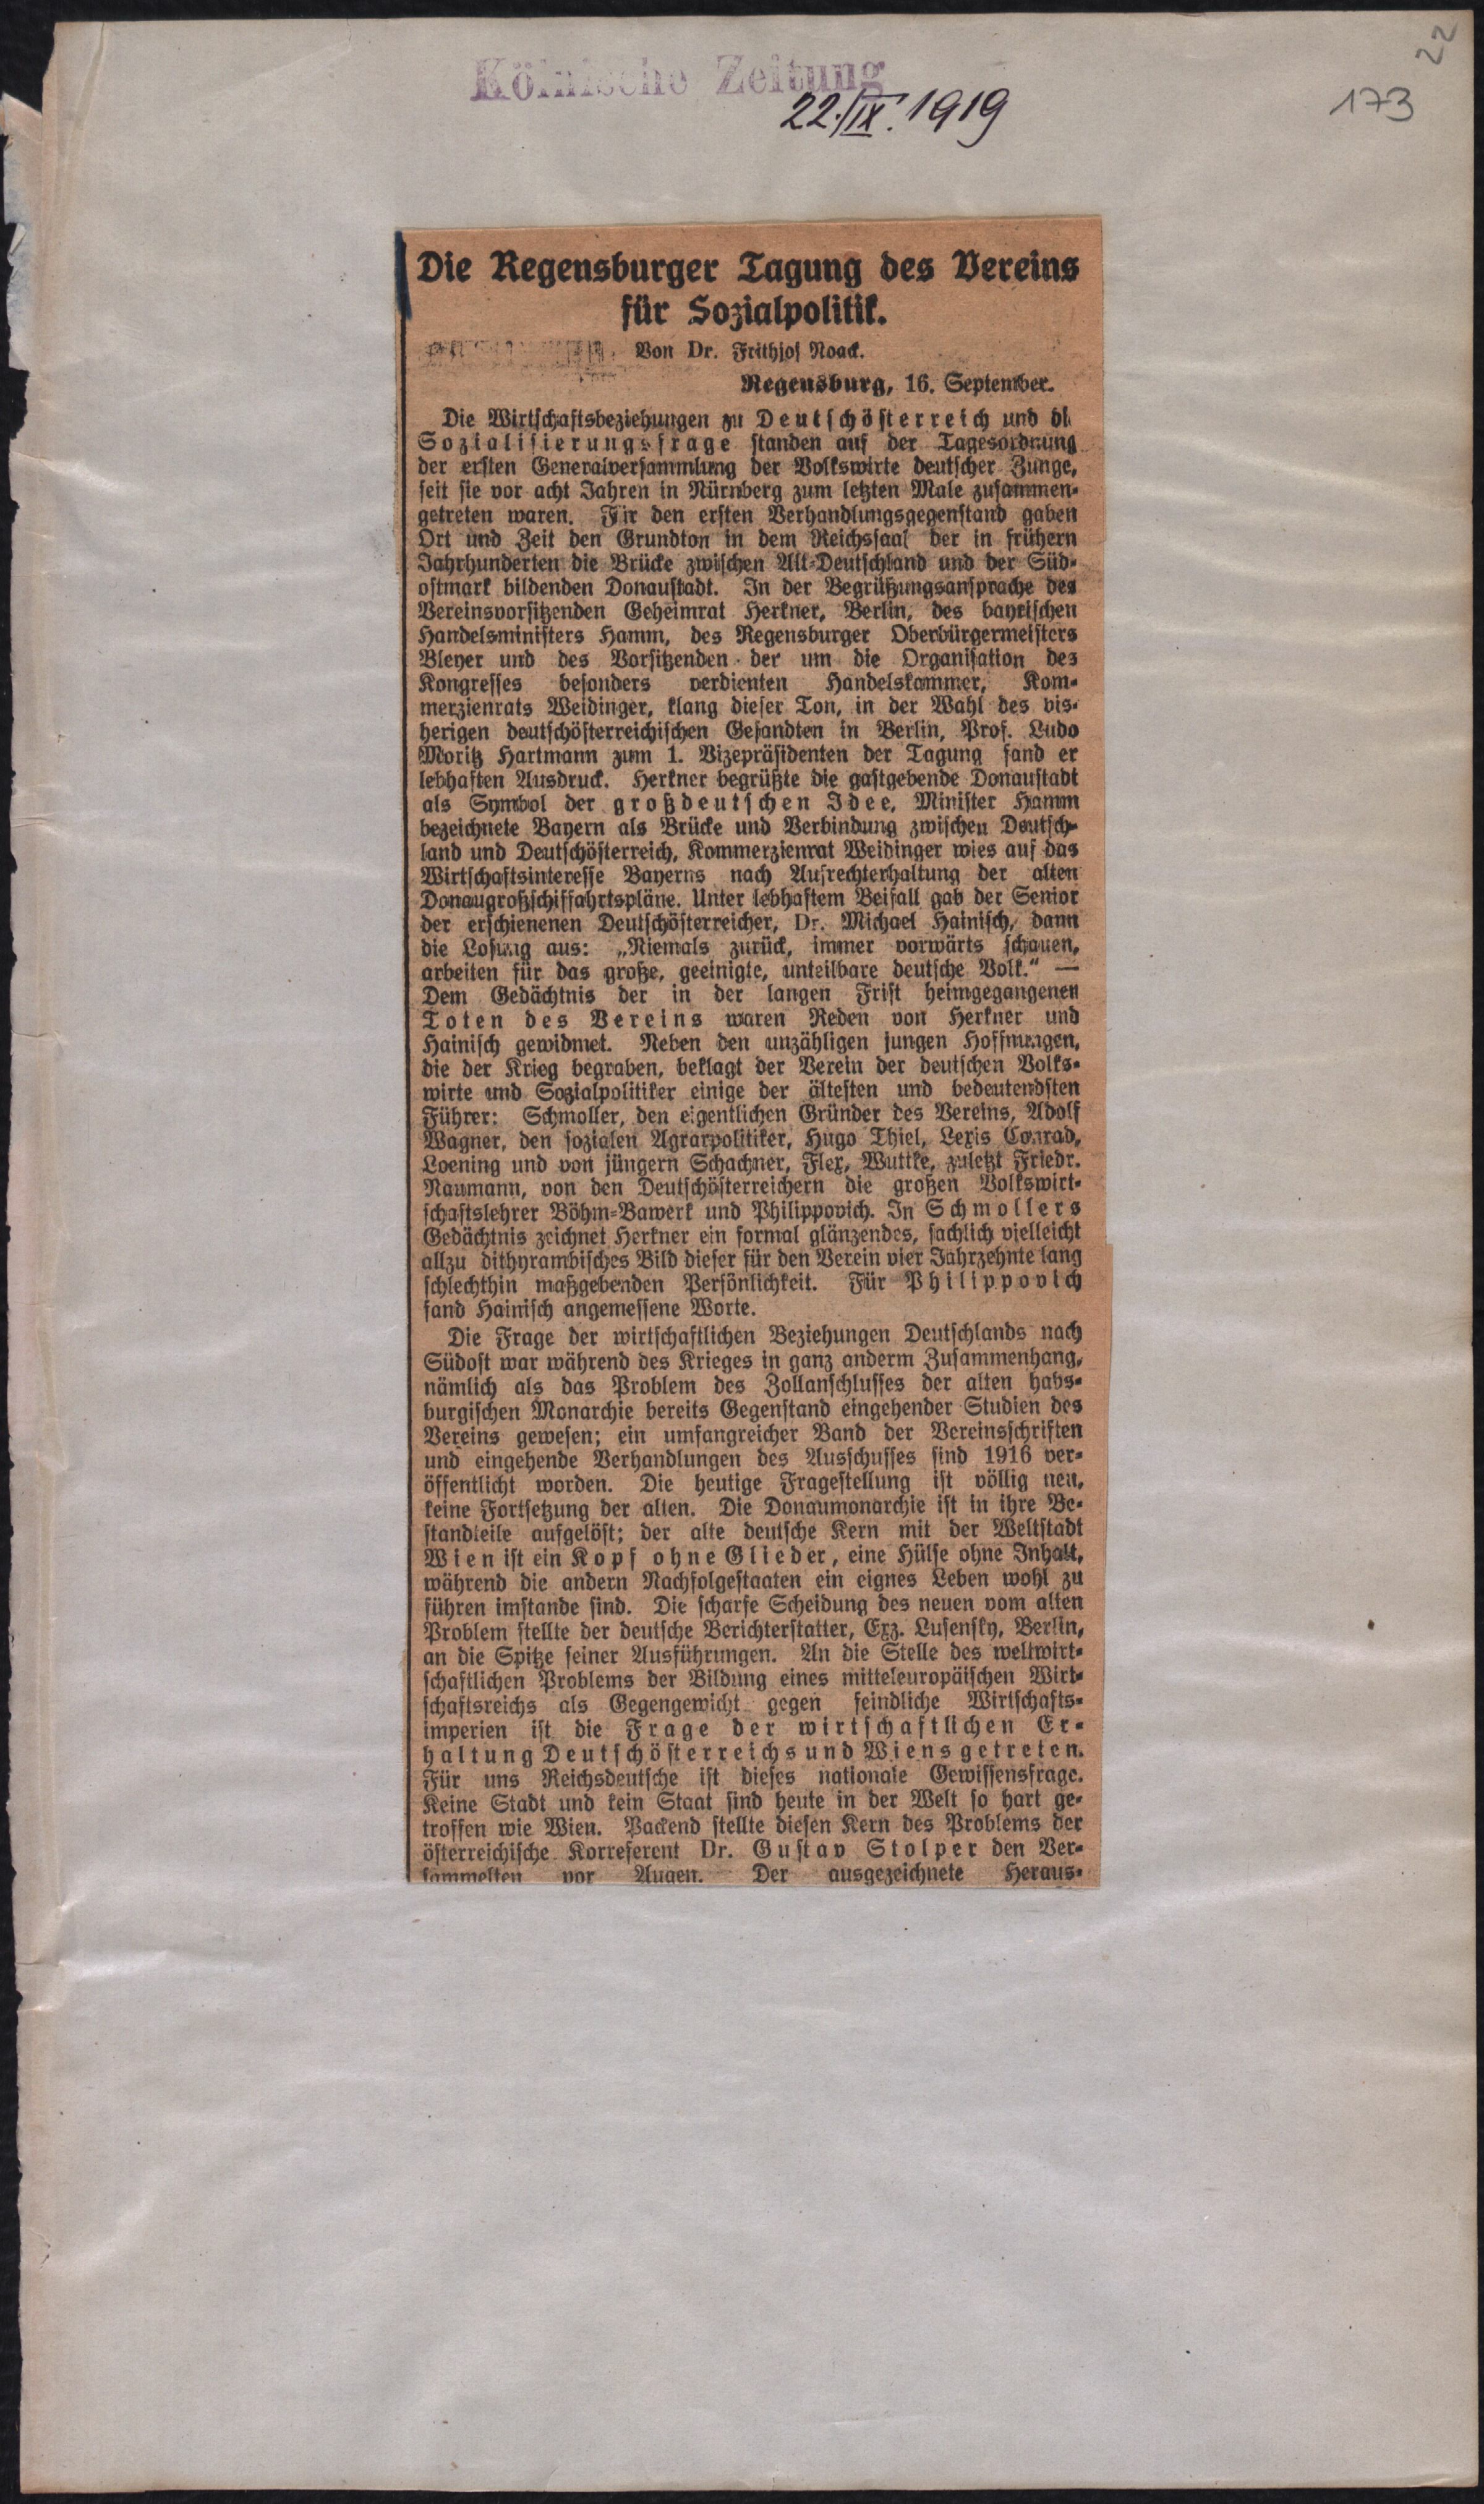 22
173
Kölnische Zeitung
22./IX. 1919
Die Regensburger Tagung des Vereins
für Sozialpolitik.
Von Dr. Frithjof Noack.
Regensburg, 16. September.
Die Wirtschaftsbeziehungen zu Deutschösterreich und di
Sozialisierungsfrage standen auf der Tagesordnung
der ersten Generalversammlung der Volkswirte deutscher Zunge,
seit sie vor acht Jahren in Nürnberg zum letzten Male zusammen-
getreten waren. Für den ersten Verhandlungsgegenstand gaben
Ort und Zeit den Grundton in dem Reichssaal der in frühern
Jahrhunderten die Brücke zwischen Alt-Deutschland und der Süd-
ostmark bildenden Donaustadt. In der Begrüßungsansprache des
Vereinsvorsitzenden Geheimrat Herkner, Berlin, des bayrischen
Handelsministers Hamm, des Regensburger Oberbürgermeisters
Bleyer und des Vorsitzenden der um die Organisation des
Kongresses besonders verdienten Handelskammer, Kom-
merzienrats Weidinger, klang dieser Ton, in der Wahl des bis-
herigen deutschösterreichischen Gesandten in Berlin, Prof. Ludo
Moritz Hartmann zum 1. Vizepräsidenten der Tagung fand er
lebhaften Ausdruck. Herkner begrüßte die gastgebende Donaustadt
als Symbol der großdeutschen Idee, Minister Hamm
bezeichnete Bayern als Brücke und Verbindung zwischen Deutsch-
land und Deutschösterreich, Kommerzienrat Weidinger wies auf das
Wirtschaftsinteresse Bayerns nach Aufrechterhaltung der alten
Donaugroßschiffahrtspläne. Unter lebhaftem Beifall gab der Senior
der erschienenen Deutschösterreicher, Dr. Michael Hainisch, dann
die Losung aus: „Niemals zurück, immer vorwärts schauen,
arbeiten für das große, geeinigte, unteilbare deutsche Volk.“ —
Dem Gedächtnis der in der langen Frist heimgegangenen
Toten des Vereins waren Reden von Herkner und
Hainisch gewidmet. Neben den unzähligen jungen Hoffnungen,
die der Krieg begraben, beklagt der Verein der deutschen Volks-
wirte und Sozialpolitiker einige der ältesten und bedeutendsten
Führer: Schmoller, den eigentlichen Gründer des Vereins, Adolf
Wagner, den sozialen Agrarpolitiker, Hugo Thiel, Lexis Conrad,
Loening und von jüngern Schachner, Flex, Wuttke, zuletzt Friedr.
Naumann, von den Deutschösterreichern die großen Volkswirt-
schaftslehrer Böhm-Bawerk und Philippovich. In Schmollers
Gedächtnis zeichnet Herkner ein formal glänzendes, sachlich vielleicht
allzu dithyrambisches Bild dieser für den Verein vier Jahrzehnte lang
schlechthin maßgebenden Persönlichkeit. Für Philippovich
fand Hainisch angemessene Worte.
Die Frage der wirtschaftlichen Beziehungen Deutschlands nach
Südost war während des Krieges in ganz anderm Zusammenhang,
nämlich als das Problem des Zollanschlusses der alten habs-
burgischen Monarchie bereits Gegenstand eingehender Studien des
Vereins gewesen; ein umfangreicher Band der Vereinsschriften
und eingehende Verhandlungen des Ausschusses sind 1916 ver-
öffentlicht worden. Die heutige Fragestellung ist völlig neu,
keine Fortsetzung der alten. Die Donaumonarchie ist in ihre Be-
standteile aufgelöst; der alte deutsche Kern mit der Weltstadt
Wien ist ein Kopf ohne Glieder, eine Hülse ohne Inhalt,
während die andern Nachfolgestaaten ein eignes Leben wohl zu
führen imstande sind. Die scharfe Scheidung des neuen vom alten
Problem stellte der deutsche Berichterstatter, Exz. Lusensky, Berlin,
an die Spitze seiner Ausführungen. An die Stelle des weltwirt-
schaftlichen Problems der Bildung eines mitteleuropäischen Wirt-
schaftsreichs als Gegengewicht gegen feindliche Wirtschafts-
imperien ist die Frage der wirtschaftlichen Er-
haltung Deutschösterreichs und Wiens getreten.
Für uns Reichsdeutsche ist dieses nationale Gewissensfrage.
Keine Stadt und kein Staat sind heute in der Welt so hart ge-
troffen wie Wien. Packend stellte diesen Kern des Problems der
österreichische Korreferent Dr. Gustav Stolper den Ver-
sammelten vor Augen. Der ausgezeichnete Heraus-